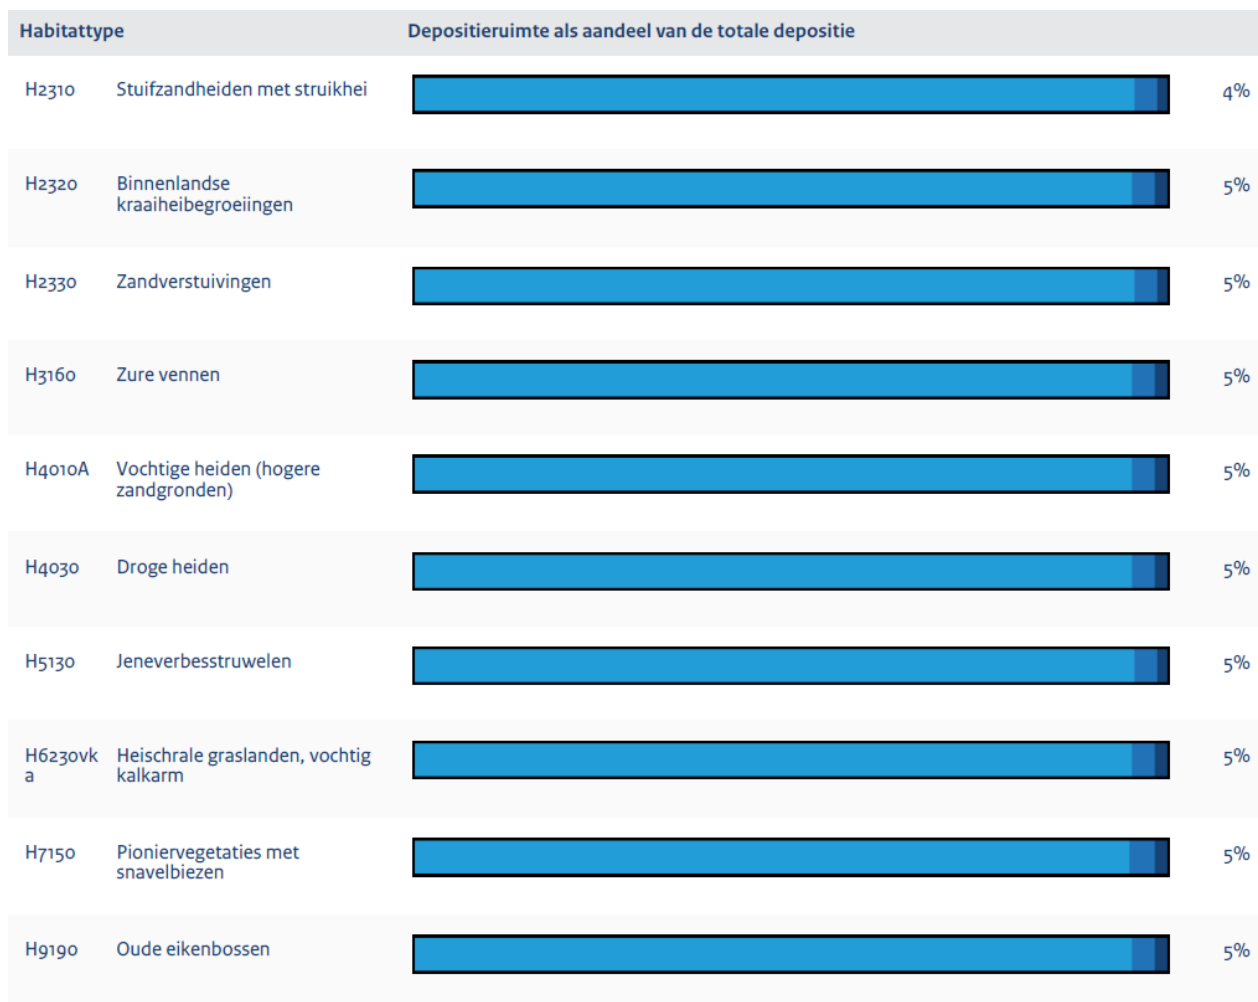 Habitattype Depositieruimte als aandeel van de totale depositie
H2310 Stuifzandheiden met struikhei 4%
H2320 Binnenlandse
kraaiheibegroeiingen 5%
H2330 Zandverstuivingen 5%
H3160 Zure vennen 5%
H4010A Vochtige heiden (hogere
zandgronden) 5%
H4030 Droge heiden 5%
H5130 Jeneverbesstruwelen 5%
H6230vk Heischrale graslanden, vochtig
a kalkarm 5%
H7150 Pioniervegetaties met
snavelbiezen 5%
H9190 Oude eikenbossen 5%